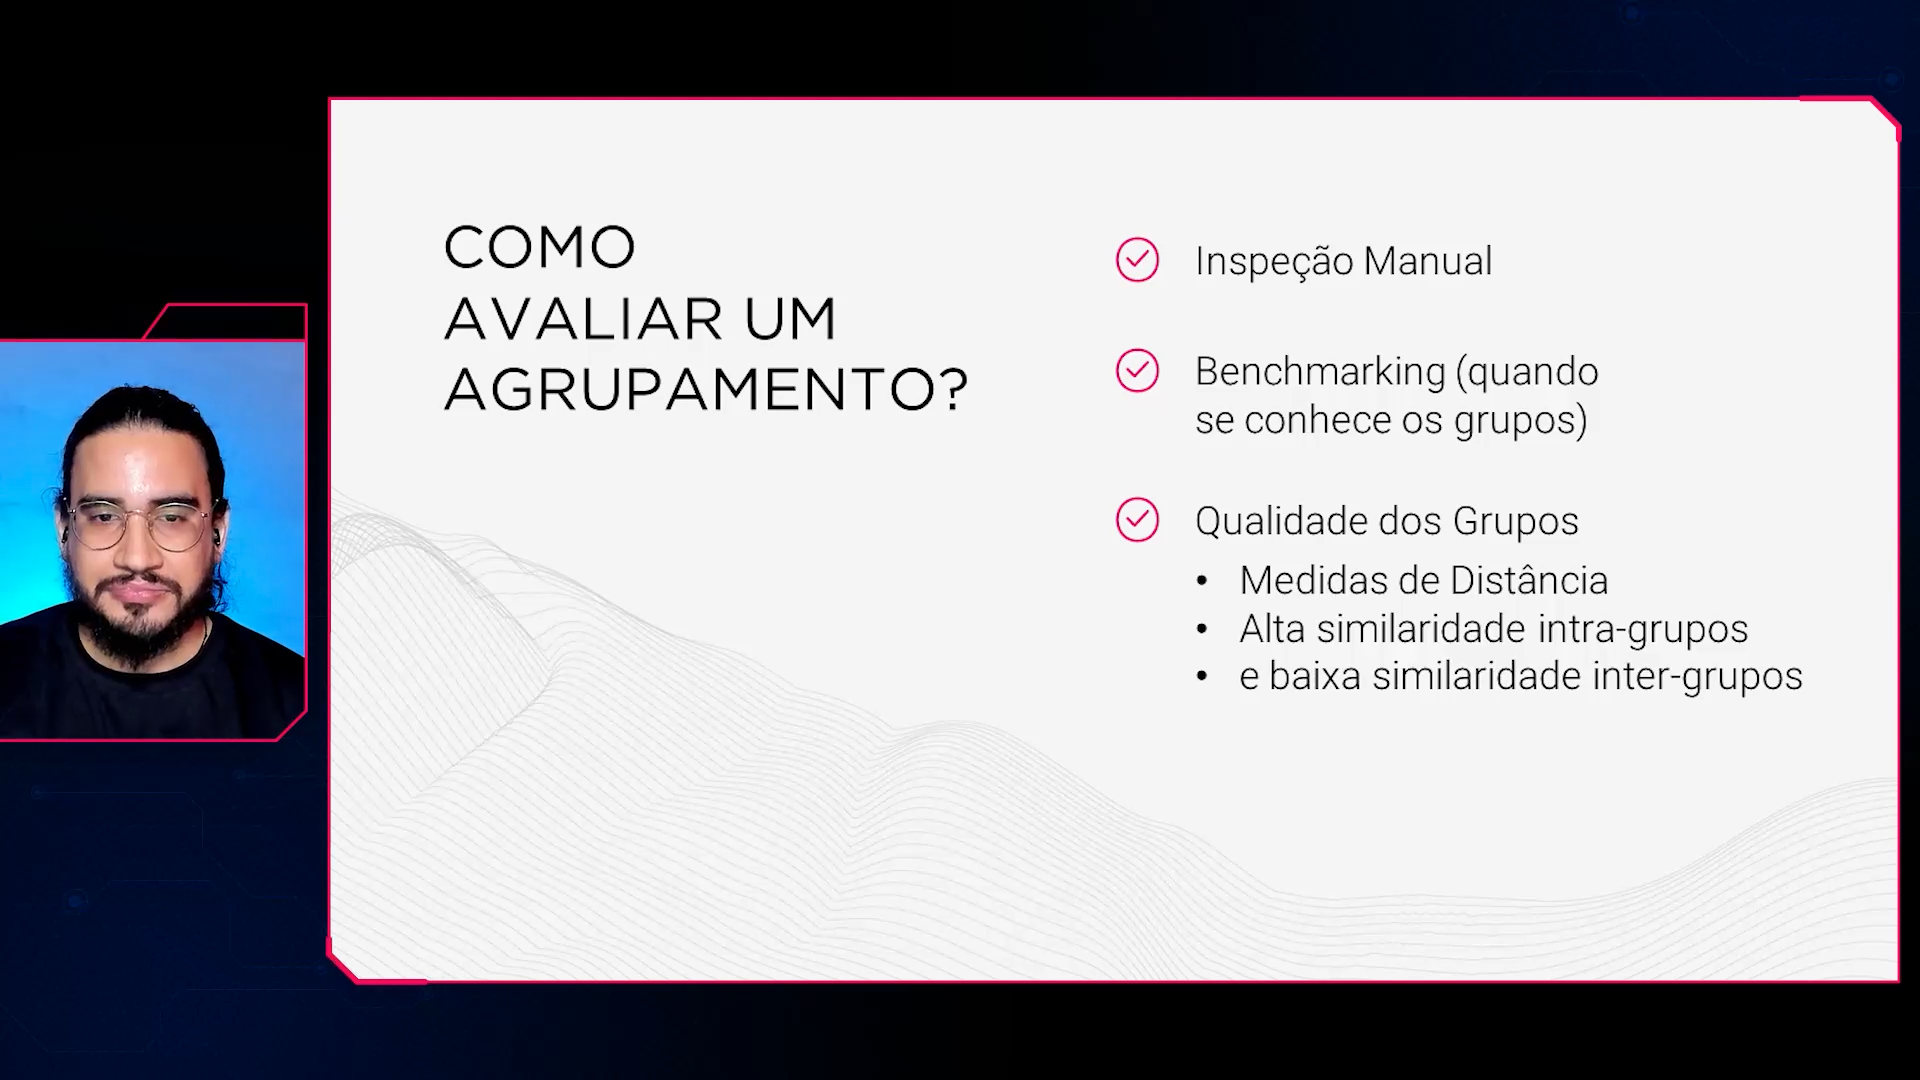 COMO
AVALIAR UM
AGRUPAMENTO?
Inspeção Manual
Benchmarking (quando
se conhece os grupos)
Qualidade dos Grupos
• Medidas de Distância
• Alta similaridade intra-grupos
• e baixa similaridade inter-grupos